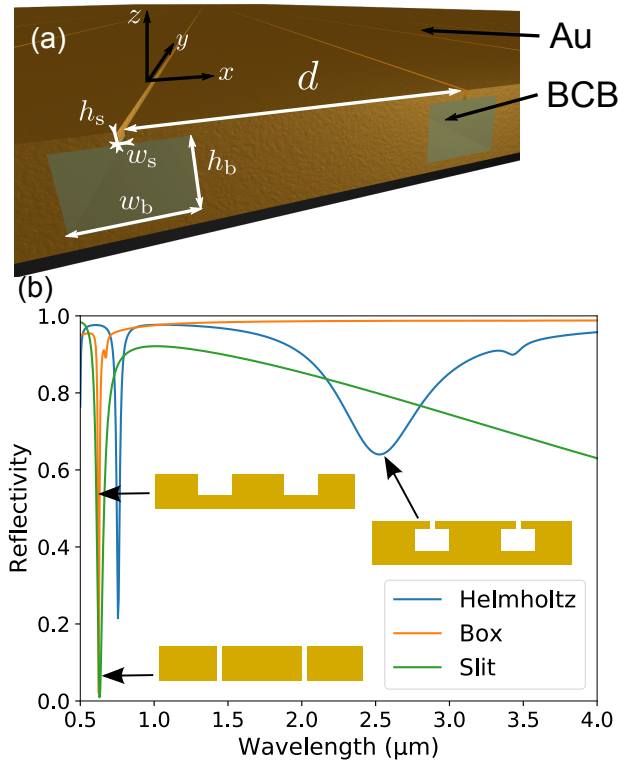 (a)
z
y
x
Au
d
BCB
hs
ws
hb
wb
(b)
1.0
0.8
0.6
0.4
0.2
0.0
Reflectivity
Helmholtz
Box
Slit
0.5 1.0 1.5 2.0 2.5 3.0 3.5 4.0
Wavelength (μm)